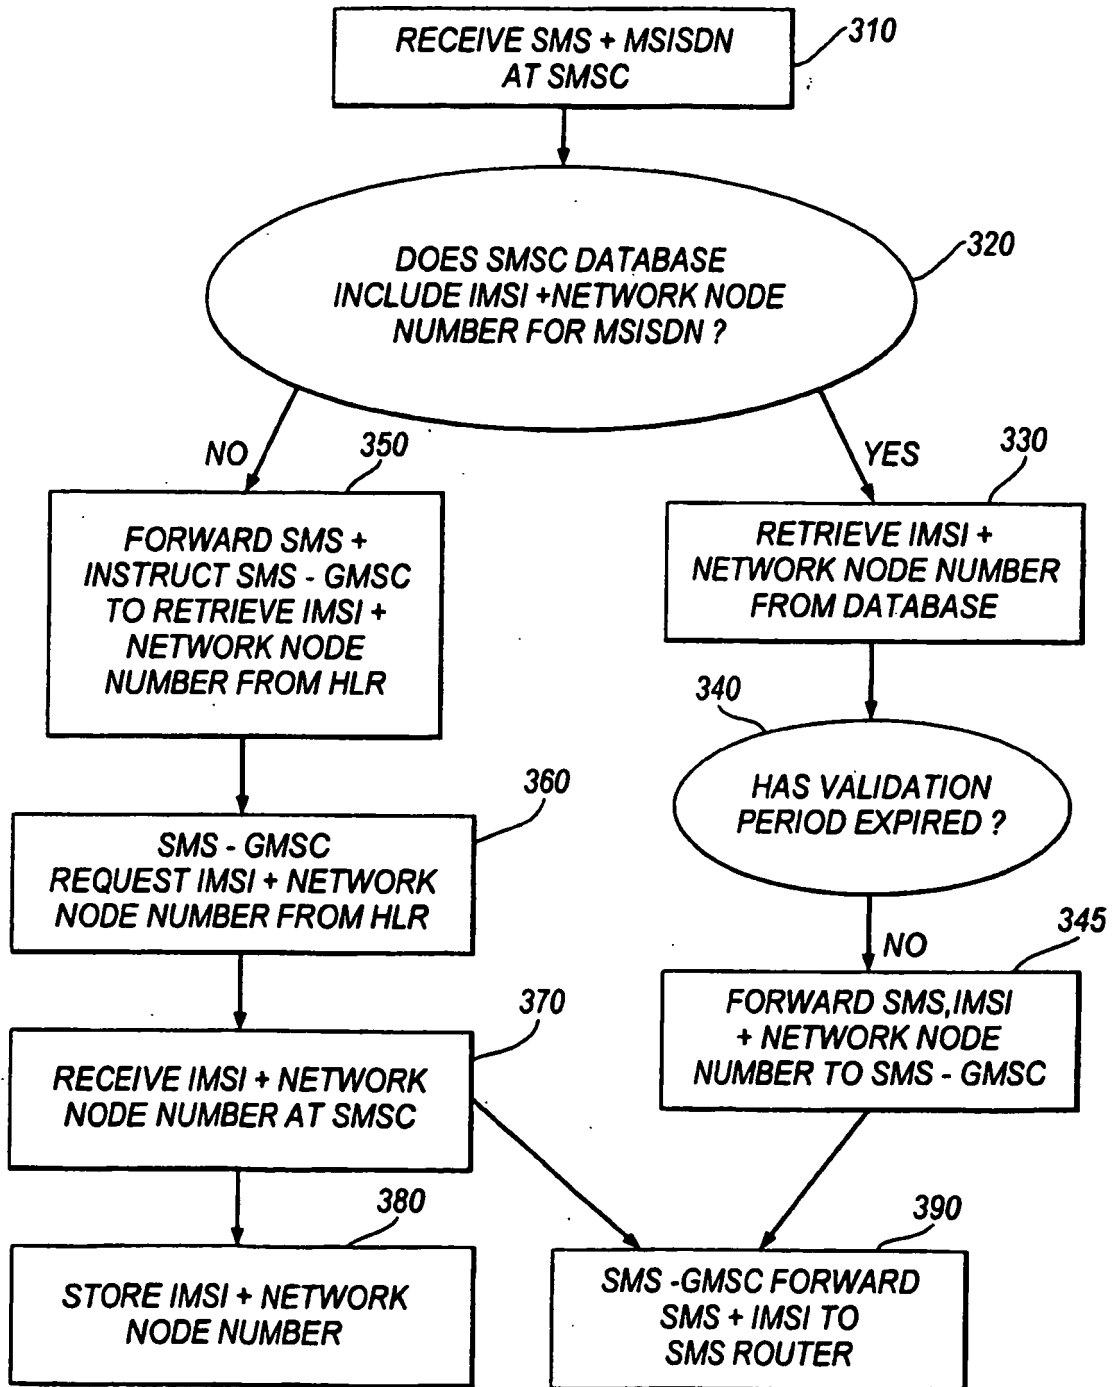 RECEIVE SMS + MSISDN
AT SMSC
310
DOES SMSC DATABASE
INCLUDE IMSI +NETWORK NODE
NUMBER FOR MSISDN ?
320
NO
350
FORWARD SMS +
INSTRUCT SMS - GMSC
TO RETRIEVE IMSI +
NETWORK NODE
NUMBER FROM HLR
YES
330
RETRIEVE IMSI +
NETWORK NODE NUMBER
FROM DATABASE
340
HAS VALIDATION
PERIOD EXPIRED ?
360
SMS - GMSC
REQUEST IMSI + NETWORK
NODE NUMBER FROM HLR
NO
345
FORWARD SMS,IMSI
+ NETWORK NODE
NUMBER TO SMS - GMSC
370
RECEIVE IMSI + NETWORK
NODE NUMBER AT SMSC
380
STORE IMSI + NETWORK
NODE NUMBER
390
SMS -GMSC FORWARD
SMS + IMSI TO
SMS ROUTER